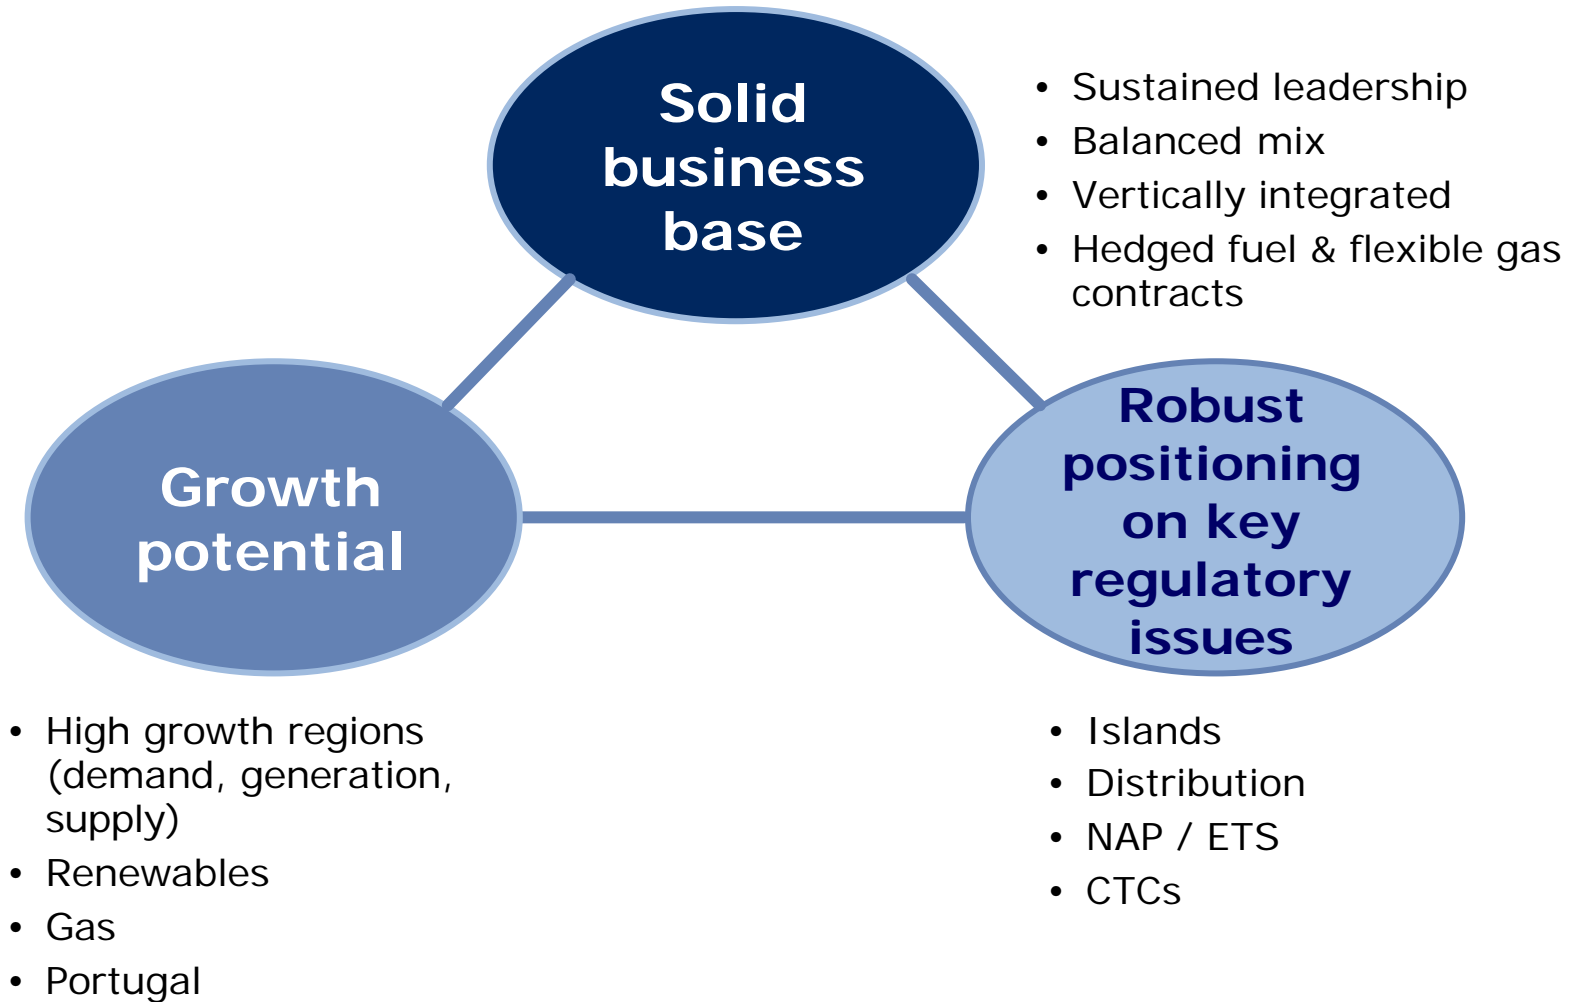 Solid
business
base
• Sustained leadership
• Balanced mix
• Vertically integrated
• Hedged fuel & flexible gas
contracts
Growth
potential
Robust
positioning
on key
regulatory
issues
• High growth regions
(demand, generation,
supply)
• Renewables
• Gas
• Portugal
• Islands
• Distribution
• NAP / ETS
• CTCs